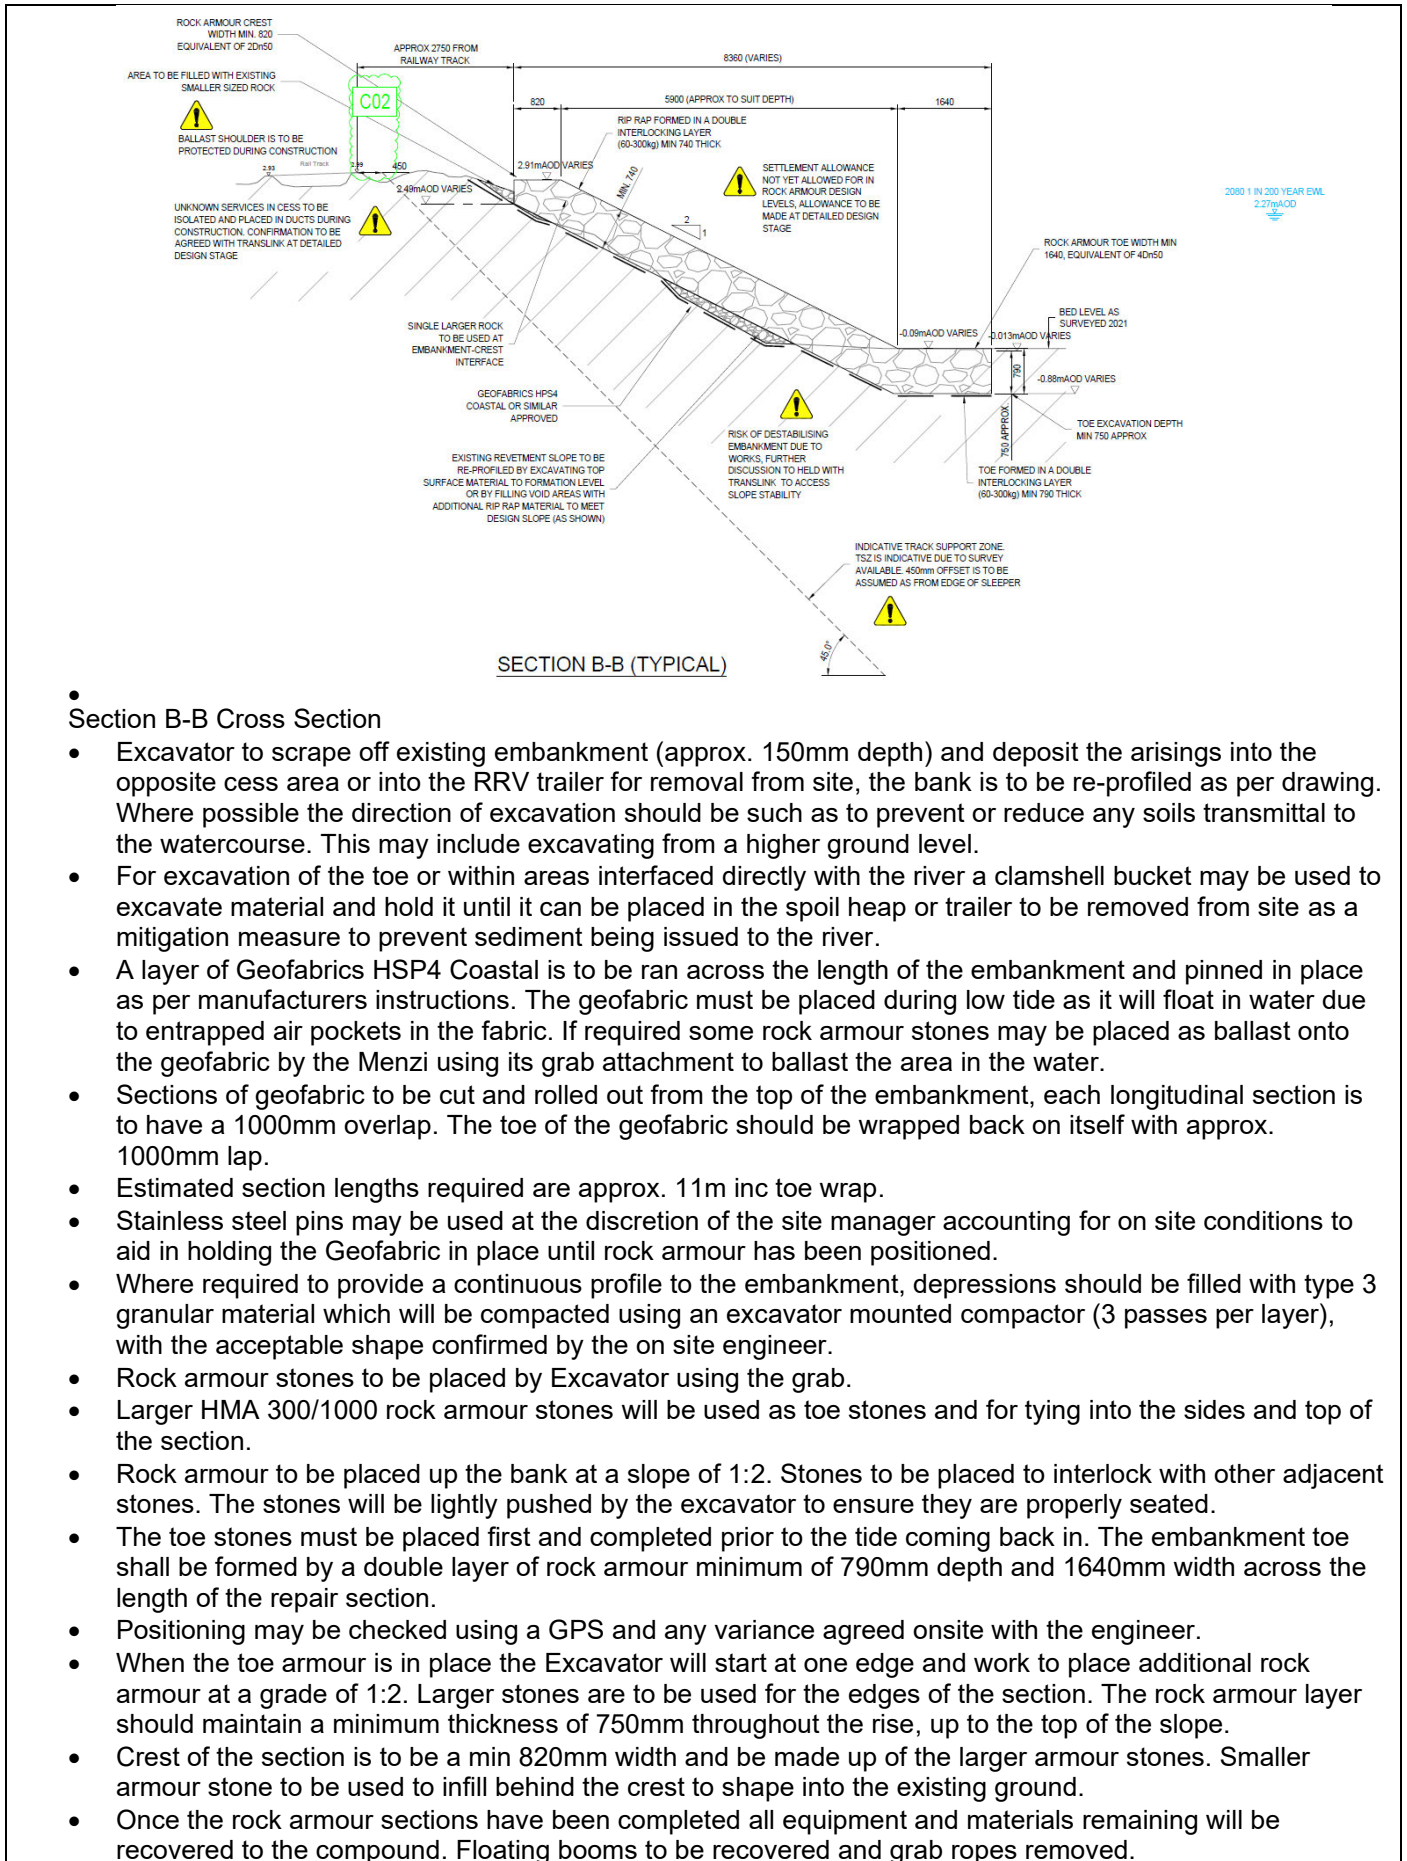 ROCK ARMOUR CREST
WIDTH MIN. 820
EQUIVALENT OF 2Dn50
APPROX 2750 FROM
RAILWAY TRACK
8360 (VARIES)
AREA TO BE FILLED WITH EXISTING
SMALLER SIZED ROCK
C02
820
5900 (APPROX TO SUIT DEPTH)
1640
RIP RAP FORMED IN A DOUBLE
INTERLOCKING LAYER
(60-300kg) MIN 740 THICK
BALLAST SHOULDER IS TO BE
PROTECTED DURING CONSTRUCTION
Rail Track
2.93
2.99
450
2.91mAOD VARIES
MIN. 740
2.49mAOD VARIES
SETTLEMENT ALLOWANCE
NOT YET ALLOWED FOR IN
ROCK ARMOUR DESIGN
LEVELS, ALLOWANCE TO BE
MADE AT DETAILED DESIGN
STAGE
2
1
2080 1 IN 200 YEAR EWL
2.27mAOD
UNKNOWN SERVICES IN CESS TO BE
ISOLATED AND PLACED IN DUCTS DURING
CONSTRUCTION. CONFIRMATION TO BE
AGREED WITH TRANSLINK AT DETAILED
DESIGN STAGE
ROCK ARMOUR TOE WIDTH MIN
1640, EQUIVALENT OF 4Dn50
BED LEVEL AS
SURVEYED 2021
SINGLE LARGER ROCK
TO BE USED AT
EMBANKMENT-CREST
INTERFACE
-0.09mAOD VARIES
-0.013mAOD VARIES
790
-0.88mAOD VARIES
750 APPROX.
GEOFABRICS HPS4
COASTAL OR SIMILAR
APPROVED
TOE EXCAVATION DEPTH
MIN 750 APPROX
RISK OF DESTABILISING
EMBANKMENT DUE TO
WORKS, FURTHER
DISCUSSION TO HELD WITH
TRANSLINK TO ACCESS
SLOPE STABILITY
EXISTING REVETMENT SLOPE TO BE
RE-PROFILED BY EXCAVATING TOP
SURFACE MATERIAL TO FORMATION LEVEL
OR BY FILLING VOID AREAS WITH
ADDITIONAL RIP RAP MATERIAL TO MEET
DESIGN SLOPE (AS SHOWN)
TOE FORMED IN A DOUBLE
INTERLOCKING LAYER
(60-300kg) MIN 790 THICK
INDICATIVE TRACK SUPPORT ZONE.
TSZ IS INDICATIVE DUE TO SURVEY
AVAILABLE. 450mm OFFSET IS TO BE
ASSUMED AS FROM EDGE OF SLEEPER
45.0°
SECTION B-B (TYPICAL)
•
Section B-B Cross Section
• Excavator to scrape off existing embankment (approx. 150mm depth) and deposit the arisings into the
opposite cess area or into the RRV trailer for removal from site, the bank is to be re-profiled as per drawing.
Where possible the direction of excavation should be such as to prevent or reduce any soils transmittal to
the watercourse. This may include excavating from a higher ground level.
• For excavation of the toe or within areas interfaced directly with the river a clamshell bucket may be used to
excavate material and hold it until it can be placed in the spoil heap or trailer to be removed from site as a
mitigation measure to prevent sediment being issued to the river.
• A layer of Geofabrics HSP4 Coastal is to be ran across the length of the embankment and pinned in place
as per manufacturers instructions. The geofabric must be placed during low tide as it will float in water due
to entrapped air pockets in the fabric. If required some rock armour stones may be placed as ballast onto
the geofabric by the Menzi using its grab attachment to ballast the area in the water.
• Sections of geofabric to be cut and rolled out from the top of the embankment, each longitudinal section is
to have a 1000mm overlap. The toe of the geofabric should be wrapped back on itself with approx.
1000mm lap.
• Estimated section lengths required are approx. 11m inc toe wrap.
• Stainless steel pins may be used at the discretion of the site manager accounting for on site conditions to
aid in holding the Geofabric in place until rock armour has been positioned.
• Where required to provide a continuous profile to the embankment, depressions should be filled with type 3
granular material which will be compacted using an excavator mounted compactor (3 passes per layer),
with the acceptable shape confirmed by the on site engineer.
• Rock armour stones to be placed by Excavator using the grab.
• Larger HMA 300/1000 rock armour stones will be used as toe stones and for tying into the sides and top of
the section.
• Rock armour to be placed up the bank at a slope of 1:2. Stones to be placed to interlock with other adjacent
stones. The stones will be lightly pushed by the excavator to ensure they are properly seated.
• The toe stones must be placed first and completed prior to the tide coming back in. The embankment toe
shall be formed by a double layer of rock armour minimum of 790mm depth and 1640mm width across the
length of the repair section.
• Positioning may be checked using a GPS and any variance agreed onsite with the engineer.
• When the toe armour is in place the Excavator will start at one edge and work to place additional rock
armour at a grade of 1:2. Larger stones are to be used for the edges of the section. The rock armour layer
should maintain a minimum thickness of 750mm throughout the rise, up to the top of the slope.
• Crest of the section is to be a min 820mm width and be made up of the larger armour stones. Smaller
armour stone to be used to infill behind the crest to shape into the existing ground.
• Once the rock armour sections have been completed all equipment and materials remaining will be
recovered to the compound. Floating booms to be recovered and grab ropes removed.